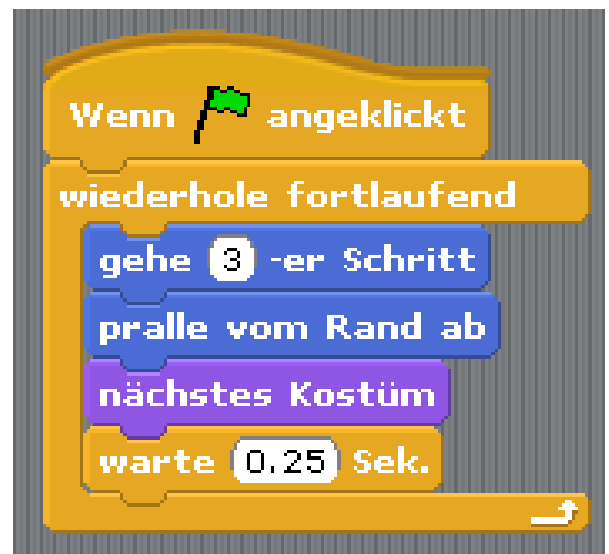 Wenn angeklickt
wiederhole fortlaufend
gehe 3 -er Schritt
pralle vom Rand ab
nächstes Kostüm
warte 0.25 Sek.